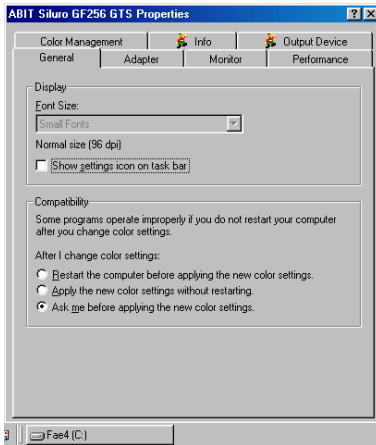 ABIT Siluro GF256 GTS Properties
Color Management
Info
Output Device
General
Adapter
Monitor
Performance
Display
Font Size:
Small Fonts
Normal size (96 dpi)
Show settings icon on task bar
Compatibility
Some programs operate improperly if you do not restart your computer
after you change color settings.
After I change color settings:
Restart the computer before applying the new color settings.
Apply the new color settings without restarting.
Ask me before applying the new color settings.
Fae4 (C:)